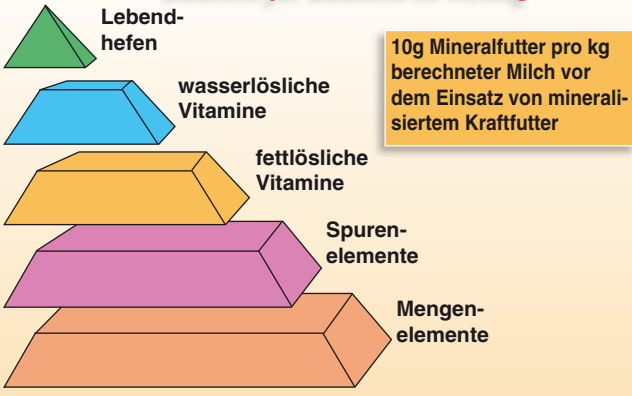 Lebend-
hefen
wasserlösliche
Vitamine
fettlösliche
Vitamine
Spuren-
elemente
Mengen-
elemente
10g Mineralfutter pro kg
berechneter Milch vor
dem Einsatz von minerali-
siertem Kraftfutter